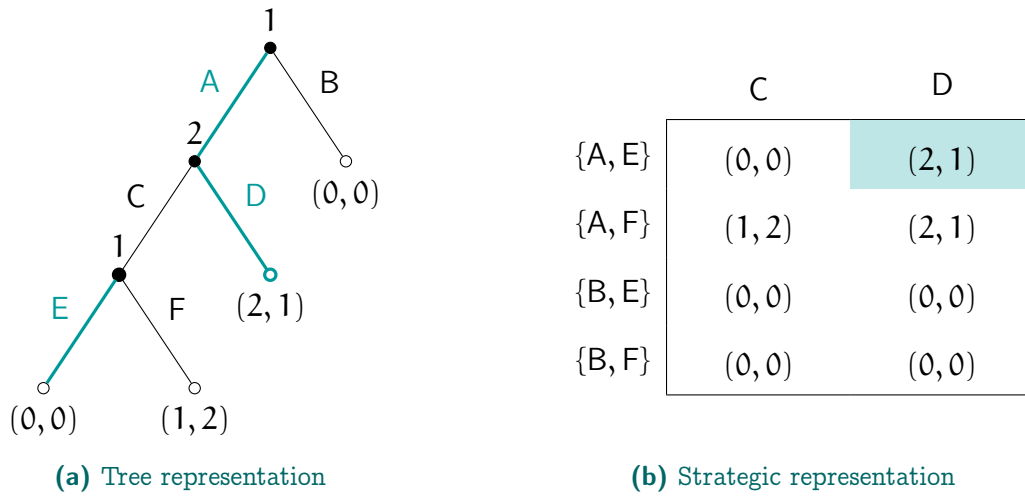 1
A
B
2
C
D
(0, 0)
1
E
F
(2, 1)
(0, 0)
(1, 2)
(a) Tree representation
C D
{A, E} (0, 0) (2, 1)
{A, F} (1, 2) (2, 1)
{B, E} (0, 0) (0, 0)
{B, F} (0, 0) (0, 0)
(b) Strategic representation